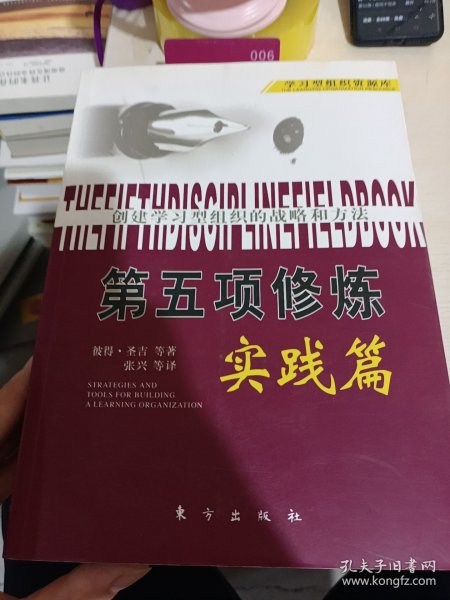 006
学习型组织资源库
THEFIFTHDISCIPLINEFIELDBOOK
创建学习型组织的战略和方法
第五项修炼
实践篇
彼得·圣吉 等著
张兴 等译
STRATEGIES AND
TOOLS FOR BUILDING
A LEARNING ORGANIZATION
東方出版社
孔夫子旧书网
www.kongfz.com